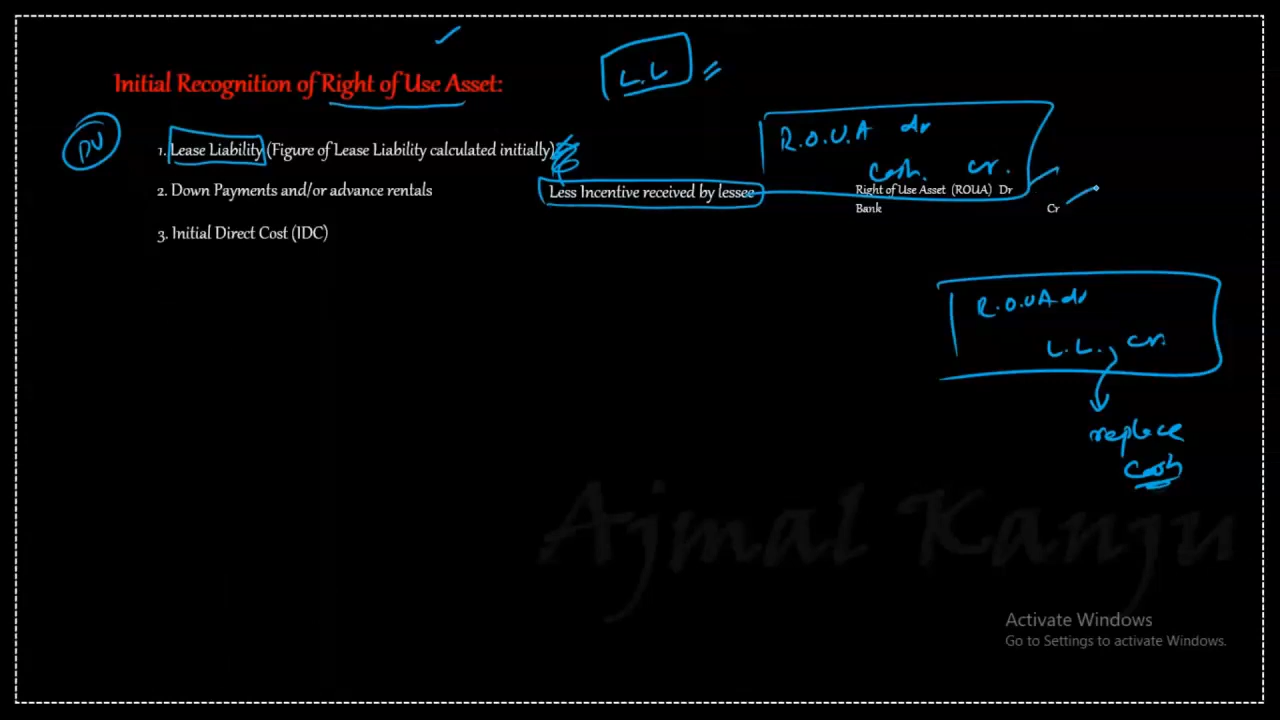 L.L =
Initial Recognition of Right of Use Asset:
PV
1. Lease Liability (Figure of Lease Liability calculated initially)
R.O.U.A dr
cash. cr.
2. Down Payments and/or advance rentals
Less Incentive received by lessee
Right of Use Asset (ROUA) Dr
Bank Cr
3. Initial Direct Cost (IDC)
R.O.UA dr
L.L., cr.
replace
cash
Ajmal Kanju
Activate Windows
Go to Settings to activate Windows.